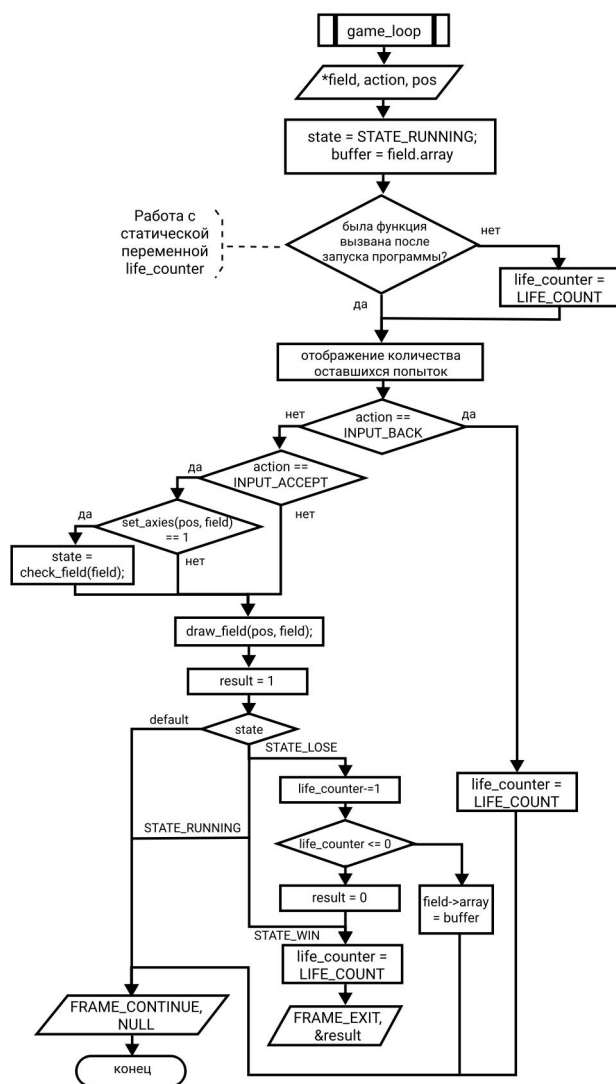 game_loop
*field, action, pos
state = STATE_RUNNING;
buffer = field.array
Работа с
статической
переменной
life_counter
была функция
вызвана после
запуска программы?
нет
life_counter =
LIFE_COUNT
да
отображение количества
оставшихся попыток
нет
action ==
INPUT_BACK
да
да
action ==
INPUT_ACCEPT
нет
да
set_axies(pos, field)
== 1
нет
state =
check_field(field);
draw_field(pos, field);
result = 1
default
state
STATE_LOSE
life_counter-=1
life_counter =
LIFE_COUNT
STATE_RUNNING
life_counter <= 0
result = 0
field->array
= buffer
STATE_WIN
life_counter =
LIFE_COUNT
FRAME_CONTINUE,
NULL
FRAME_EXIT,
&result
конец